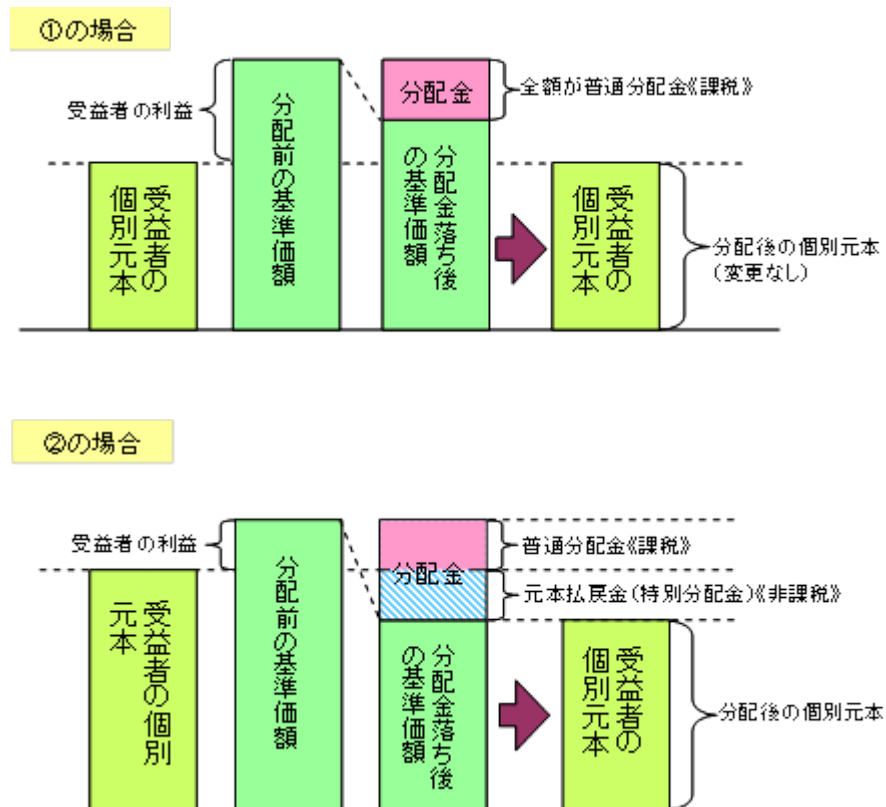 ①の場合
受益者の利益
分配金
全額が普通分配金《課税》
受益者の
個別元本
分配前の基準価額
分配金落ち後
の基準価額
受益者の
個別元本
分配後の個別元本
(変更なし)
②の場合
受益者の利益
普通分配金《課税》
分配金
元本払戻金(特別分配金)《非課税》
受益者の個別
元本
分配前の基準価額
分配金落ち後
の基準価額
受益者の
個別元本
分配後の個別元本